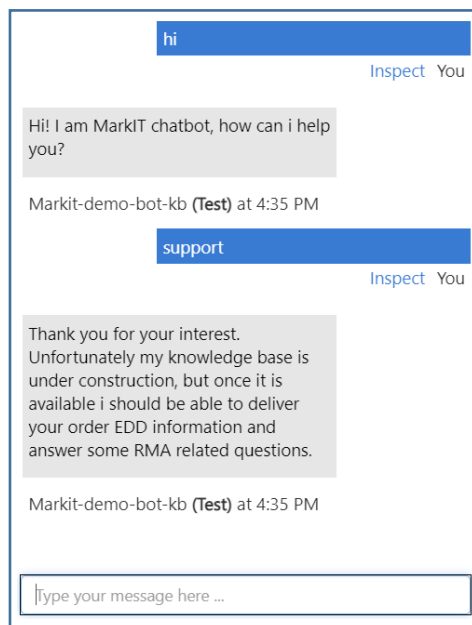 hi
Inspect You
Hi! I am MarkIT chatbot, how can i help
you?
Markit-demo-bot-kb (Test) at 4:35 PM
support
Inspect You
Thank you for your interest.
Unfortunately my knowledge base is
under construction, but once it is
available i should be able to deliver
your order EDD information and
answer some RMA related questions.
Markit-demo-bot-kb (Test) at 4:35 PM
Type your message here ...